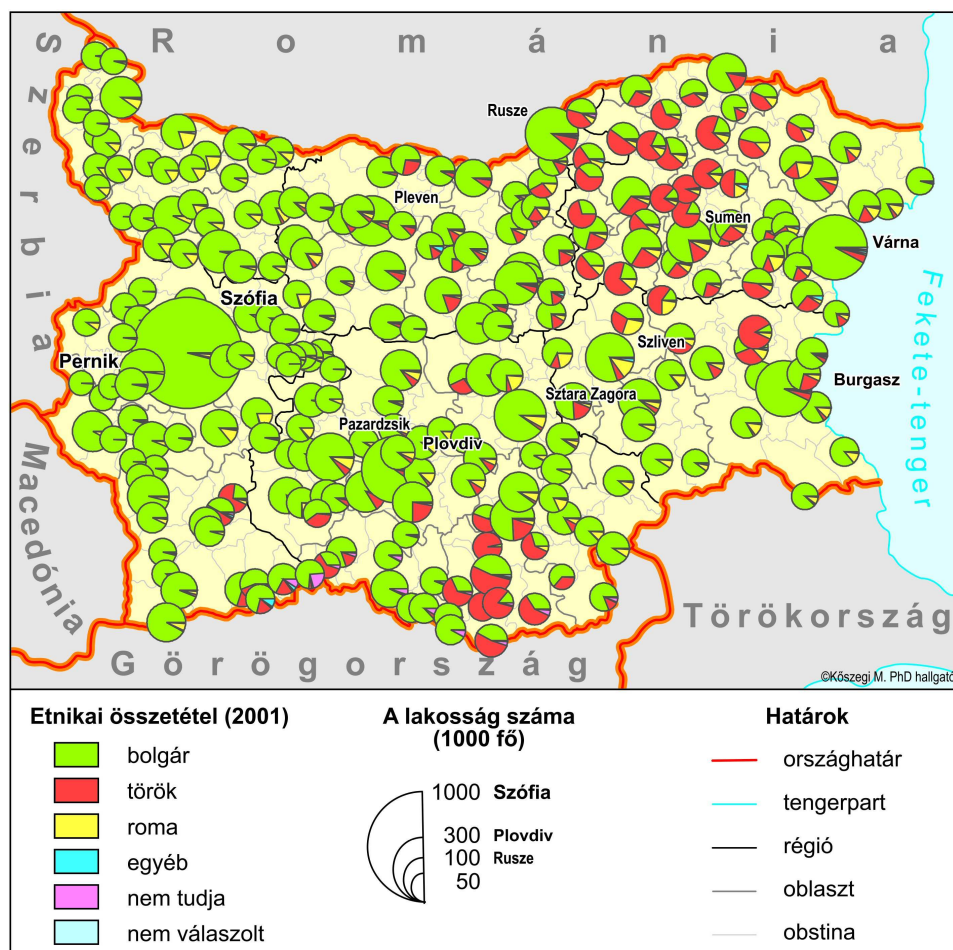 Románia
Szerbia
Rusze
Pleven
Sumen
Várna
Szófia
Fekete-tenger
Pernik
Szliven
Burgasz
Sztara Zagora
Pazardzsik
Plovdiv
Macedónia
Törökország
Görögország
©Kőszegi M. PhD hallgató
Etnikai összetétel (2001)
bolgár
török
roma
egyéb
nem tudja
nem válaszolt
A lakosság száma
(1000 fő)
1000 Szófia
300 Plovdiv
100 Rusze
50
Határok
országhatár
tengerpart
régió
oblaszt
obstina